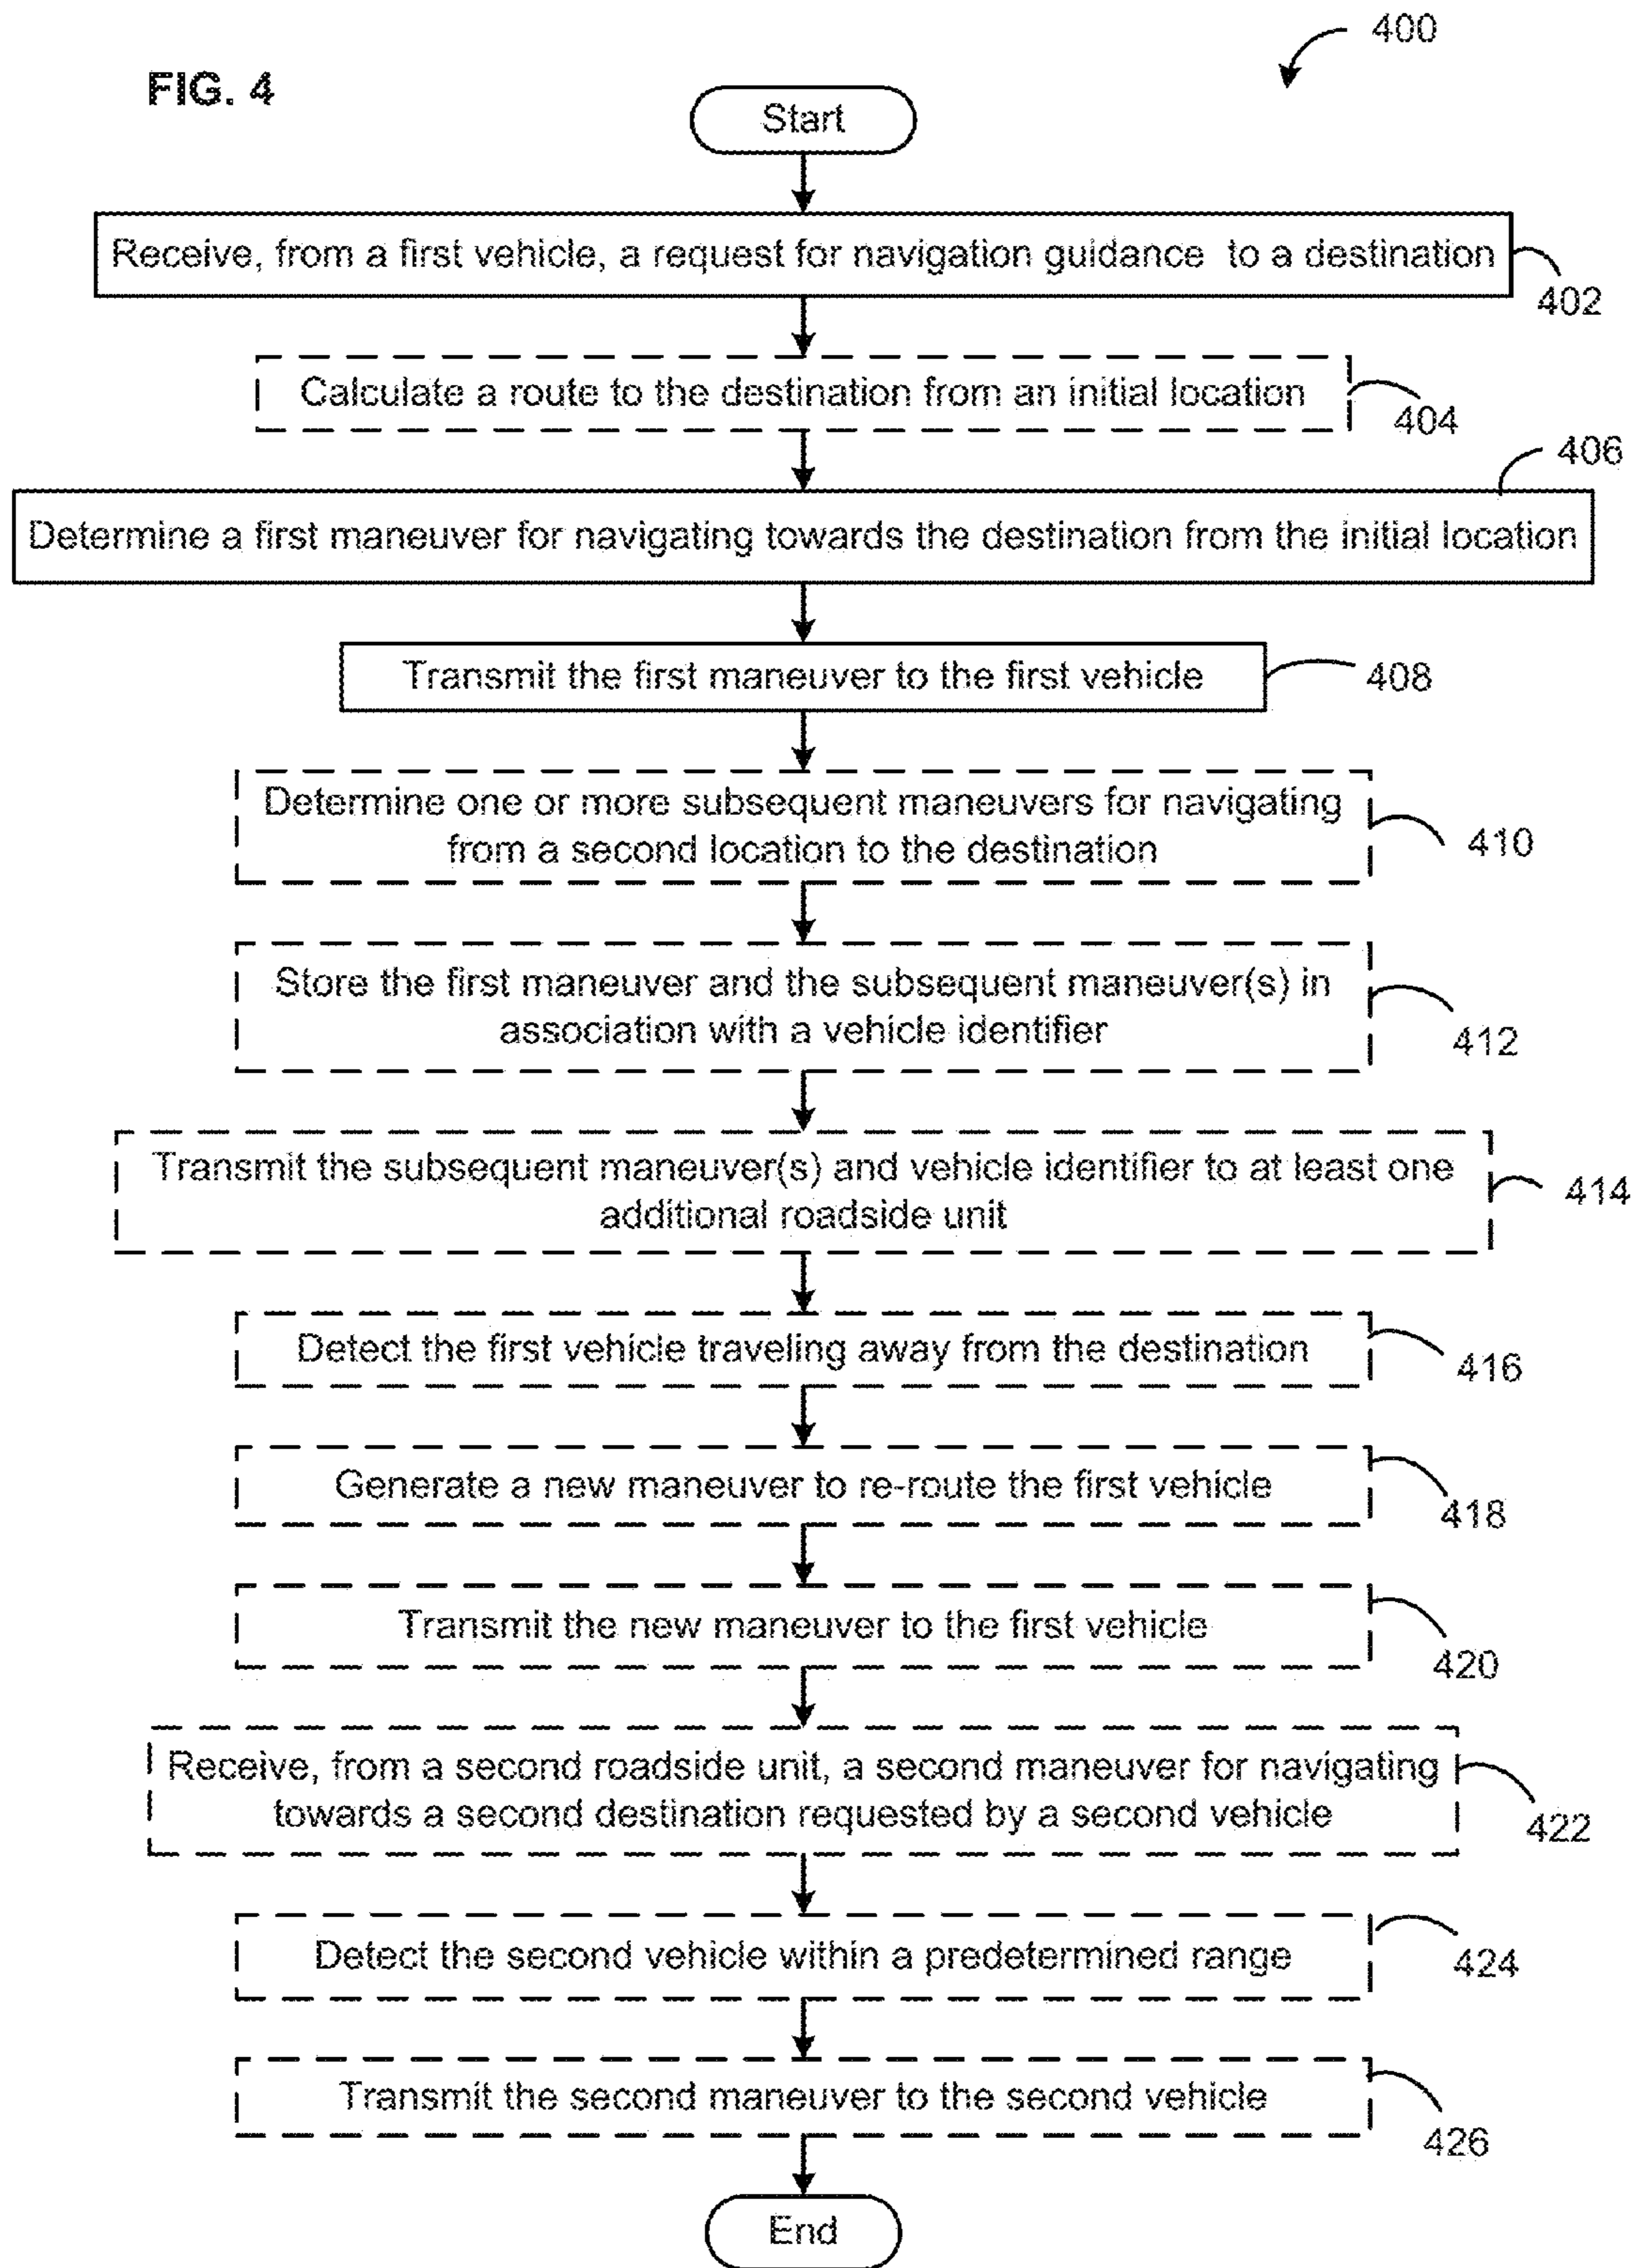 400
FIG. 4
Start
Receive, from a first vehicle, a request for navigation guidance to a destination
402
Calculate a route to the destination from an initial location
404
406
Determine a first maneuver for navigating towards the destination from the initial location
Transmit the first maneuver to the first vehicle
408
Determine one or more subsequent maneuvers for navigating
from a second location to the destination
410
Store the first maneuver and the subsequent maneuver(s) in
association with a vehicle identifier
412
Transmit the subsequent maneuver(s) and vehicle identifier to at least one
additional roadside unit
414
Detect the first vehicle traveling away from the destination
416
Generate a new maneuver to re-route the first vehicle
418
Transmit the new maneuver to the first vehicle
420
Receive, from a second roadside unit, a second maneuver for navigating
towards a second destination requested by a second vehicle
422
Detect the second vehicle within a predetermined range
424
Transmit the second maneuver to the second vehicle
426
End